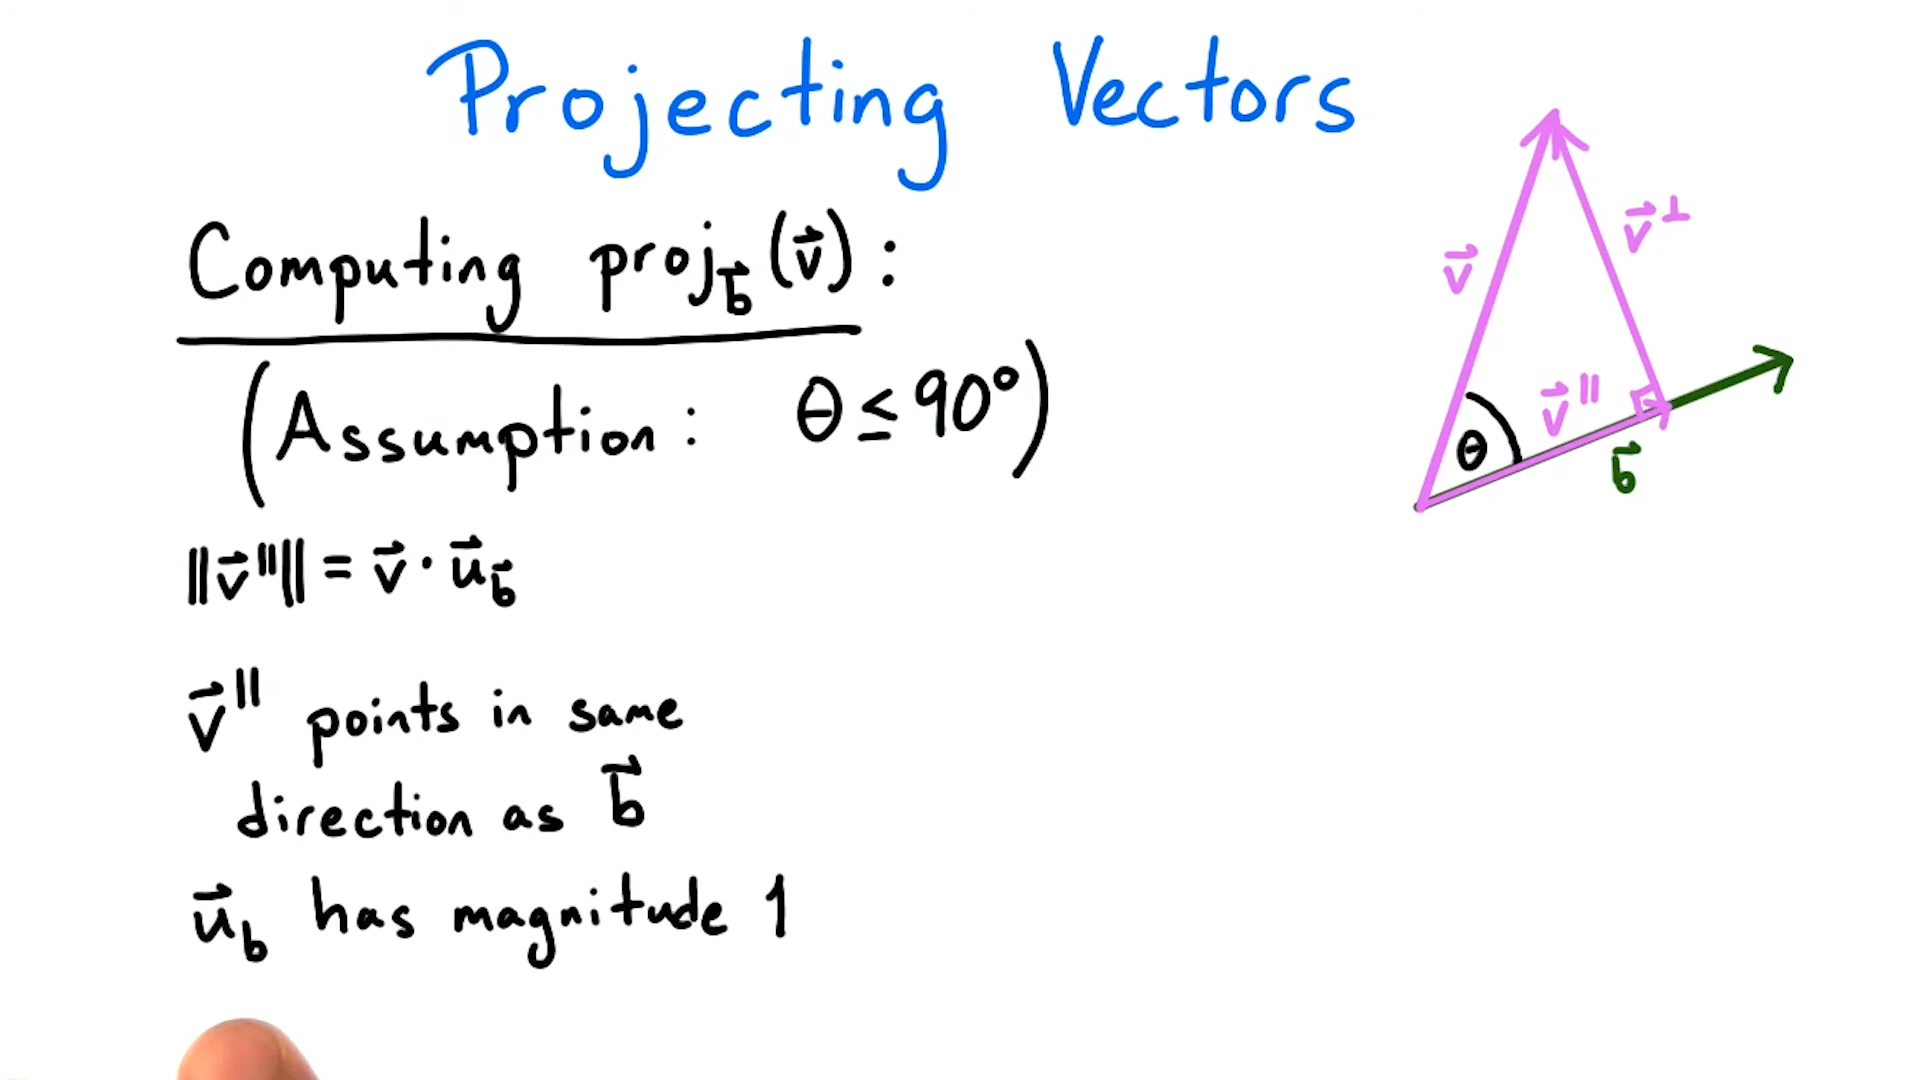 Projecting Vectors
Computing proj_b⃗(v⃗):
(Assumption: θ ≤ 90°)
‖v⃗^∥‖ = v⃗ · u⃗_b⃗
v⃗^∥ points in same
direction as b⃗
u⃗_b has magnitude 1
v⃗
v⃗^⊥
v⃗^∥
θ
b⃗